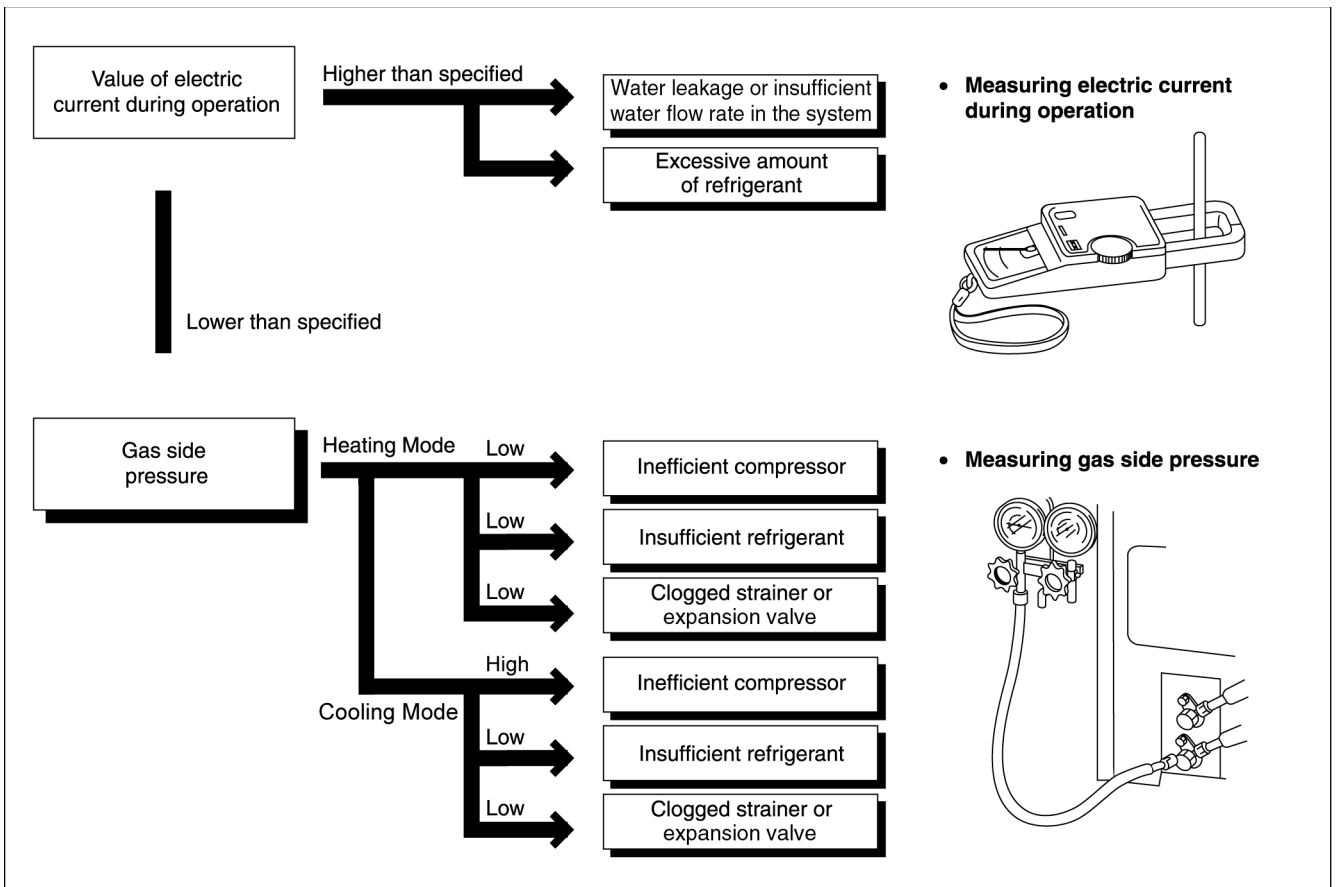 Value of electric
current during operation
Higher than specified
Water leakage or insufficient
water flow rate in the system
Excessive amount
of refrigerant
• Measuring electric current
during operation
Lower than specified
Gas side
pressure
Heating Mode
Low
Inefficient compressor
Low
Insufficient refrigerant
Low
Clogged strainer or
expansion valve
Cooling Mode
High
Inefficient compressor
Low
Insufficient refrigerant
Low
Clogged strainer or
expansion valve
• Measuring gas side pressure